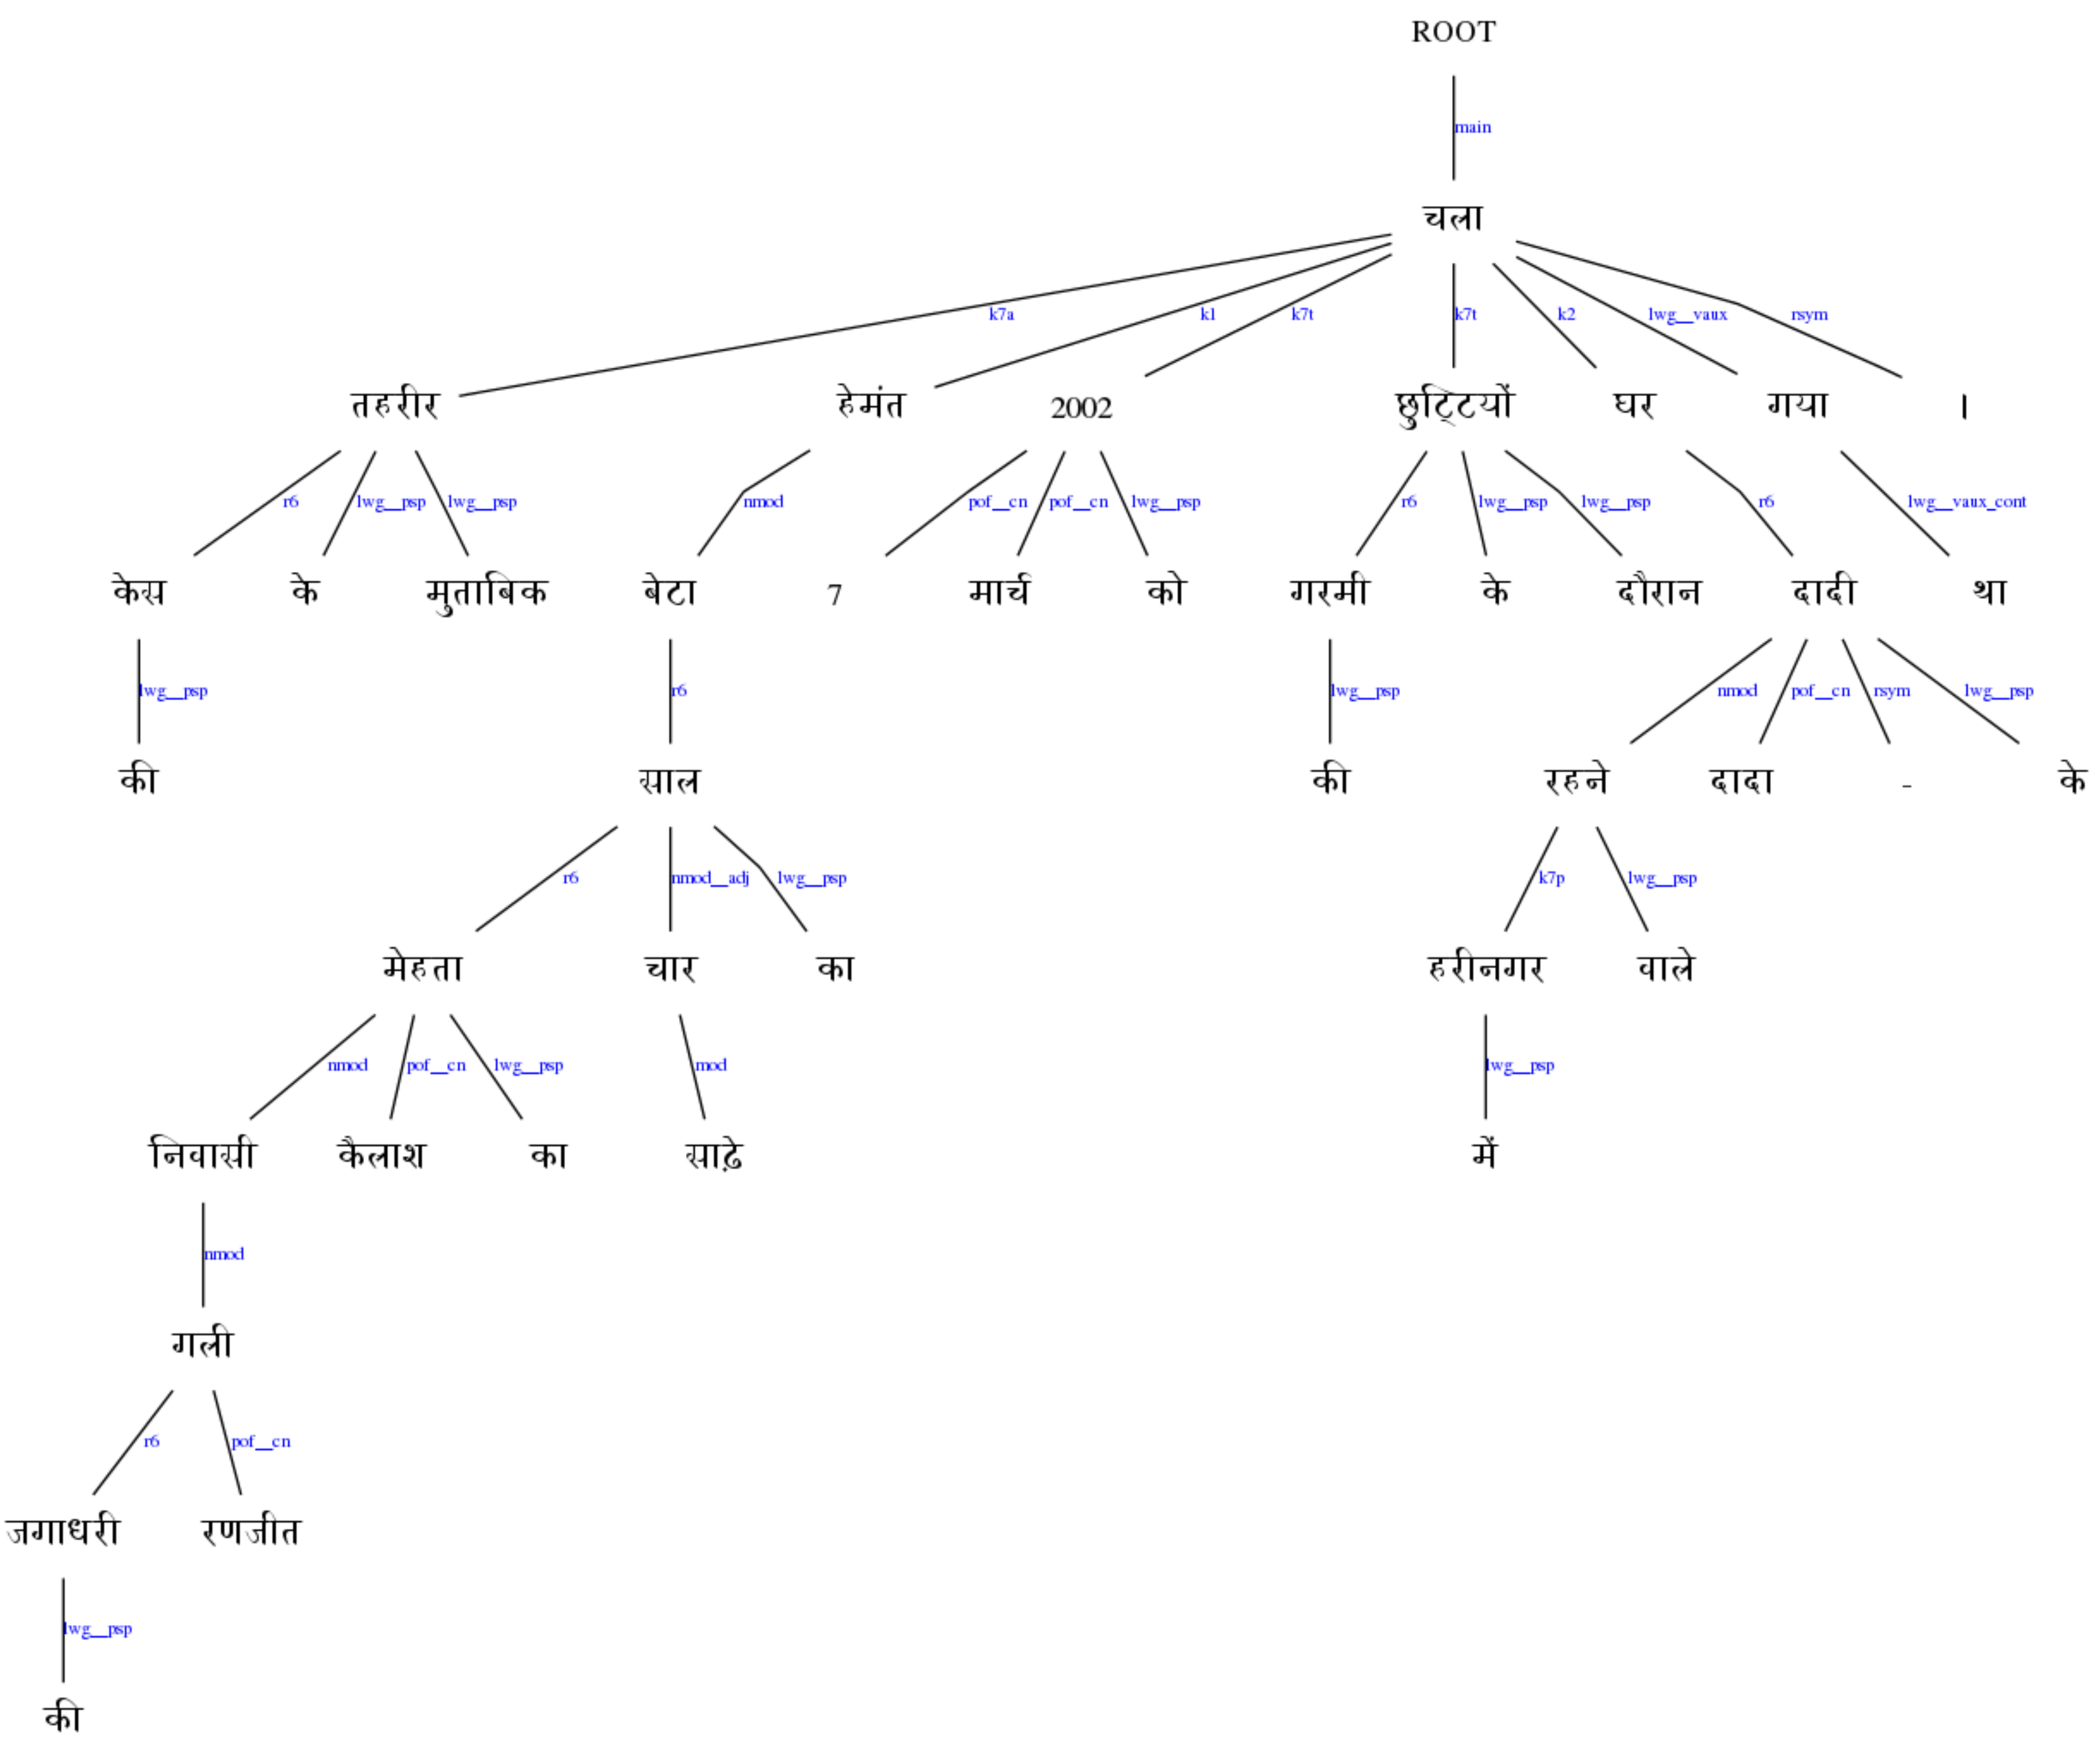 ROOT
main
चला
k7a k1 k7t k7t k2 lwg__vaux rsym
तहरीर हेमंत 2002 छुट्टियों घर गया ।
r6 lwg__psp lwg__psp nmod pof__cn pof__cn lwg__psp r6 lwg__psp lwg__psp r6 lwg__vaux_cont
केस के मुताबिक बेटा 7 मार्च को गरमी के दौरान दादी था
lwg__psp r6 lwg__psp nmod pof__cn rsym lwg__psp
की साल की रहने दादा - के
r6 nmod__adj lwg__psp k7p lwg__psp
मेहता चार का हरीनगर वाले
nmod pof__cn lwg__psp mod lwg__psp
निवासी कैलाश का साढ़े में
nmod
गली
r6 pof__cn
जगाधरी रणजीत
lwg__psp
की